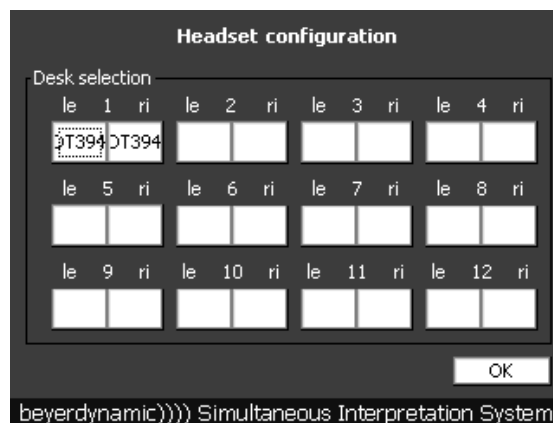 Headset configuration
Desk selection
le 1 ri le 2 ri le 3 ri le 4 ri
DT394 DT394
le 5 ri le 6 ri le 7 ri le 8 ri
le 9 ri le 10 ri le 11 ri le 12 ri
OK
beyerdynamic)))) Simultaneous Interpretation System